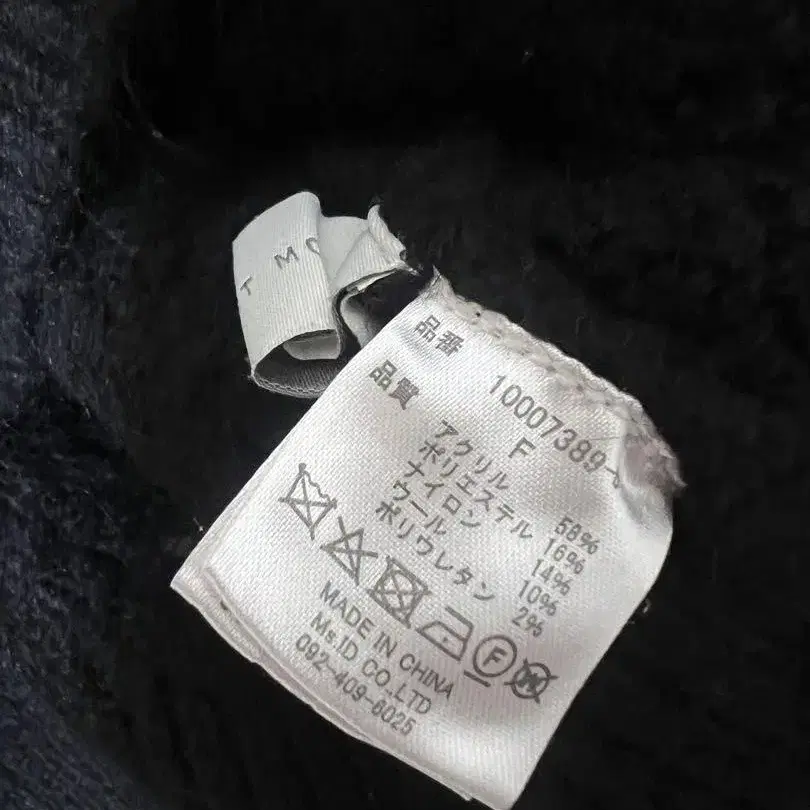 T MO
品番 10007389-
F
品質
アクリル 58%
ポリエステル 16%
ナイロン 14%
ウール 10%
ポリウレタン 2%
F
W
MADE IN CHINA
Ms.ID CO.,LTD
092-409-6025